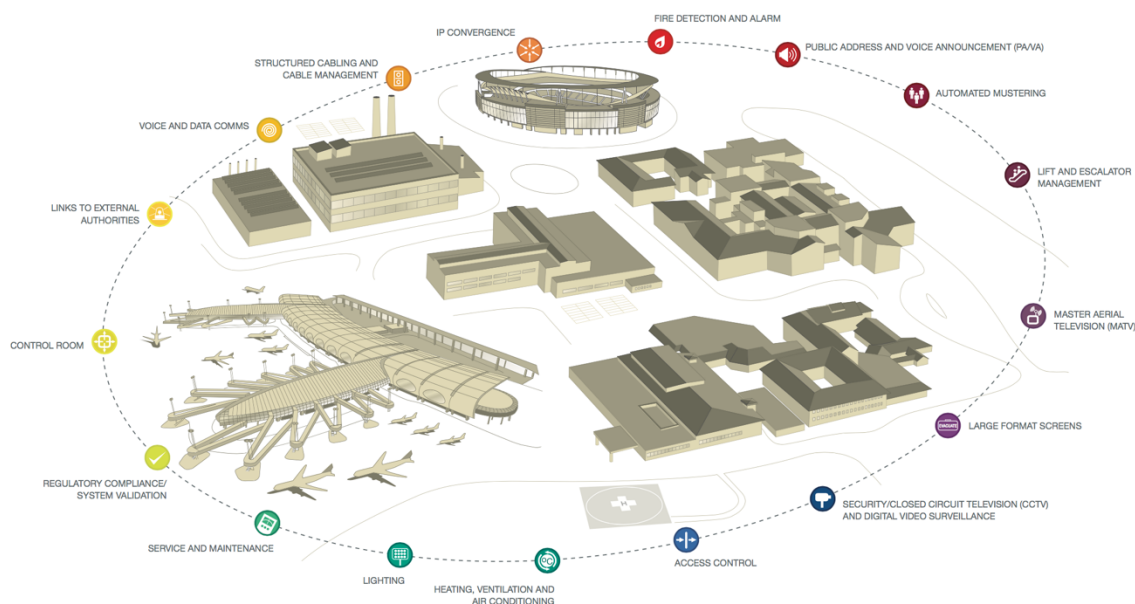 FIRE DETECTION AND ALARM
IP CONVERGENCE
PUBLIC ADDRESS AND VOICE ANNOUNCEMENT (PA/VA)
STRUCTURED CABLING AND
CABLE MANAGEMENT
AUTOMATED MUSTERING
VOICE AND DATA COMMS
LIFT AND ESCALATOR
MANAGEMENT
LINKS TO EXTERNAL
AUTHORITIES
MASTER AERIAL
TELEVISION (MATV)
CONTROL ROOM
EVACUATE
LARGE FORMAT SCREENS
REGULATORY COMPLIANCE/
SYSTEM VALIDATION
SECURITY/CLOSED CIRCUIT TELEVISION (CCTV)
AND DIGITAL VIDEO SURVEILLANCE
H
SERVICE AND MAINTENANCE
ACCESS CONTROL
°C
LIGHTING
HEATING, VENTILATION AND
AIR CONDITIONING